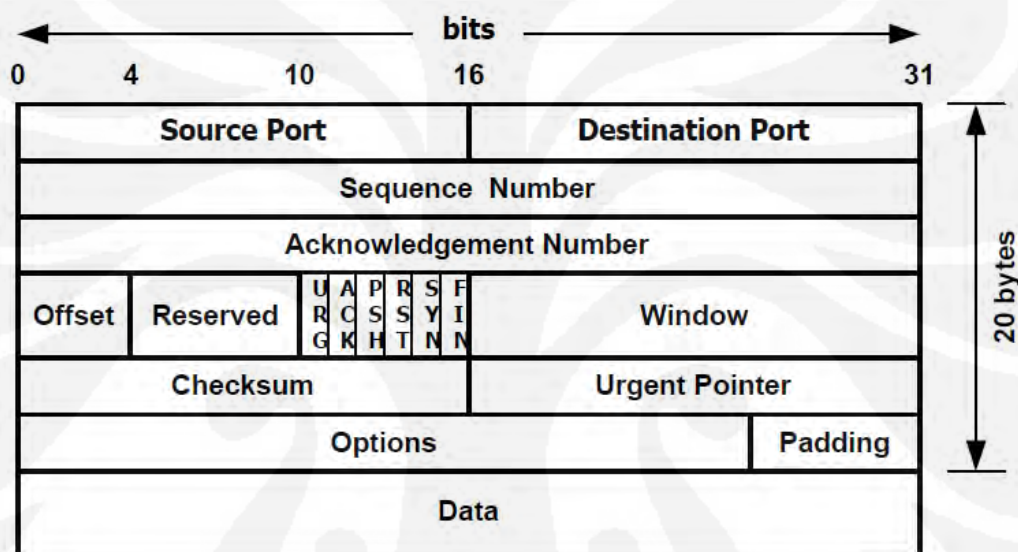 bits
0 4 10 16 31
Source Port Destination Port
Sequence Number
Acknowledgement Number
Offset Reserved URG ACK PSH RST SYN FIN Window
Checksum Urgent Pointer
Options Padding
Data
20 bytes